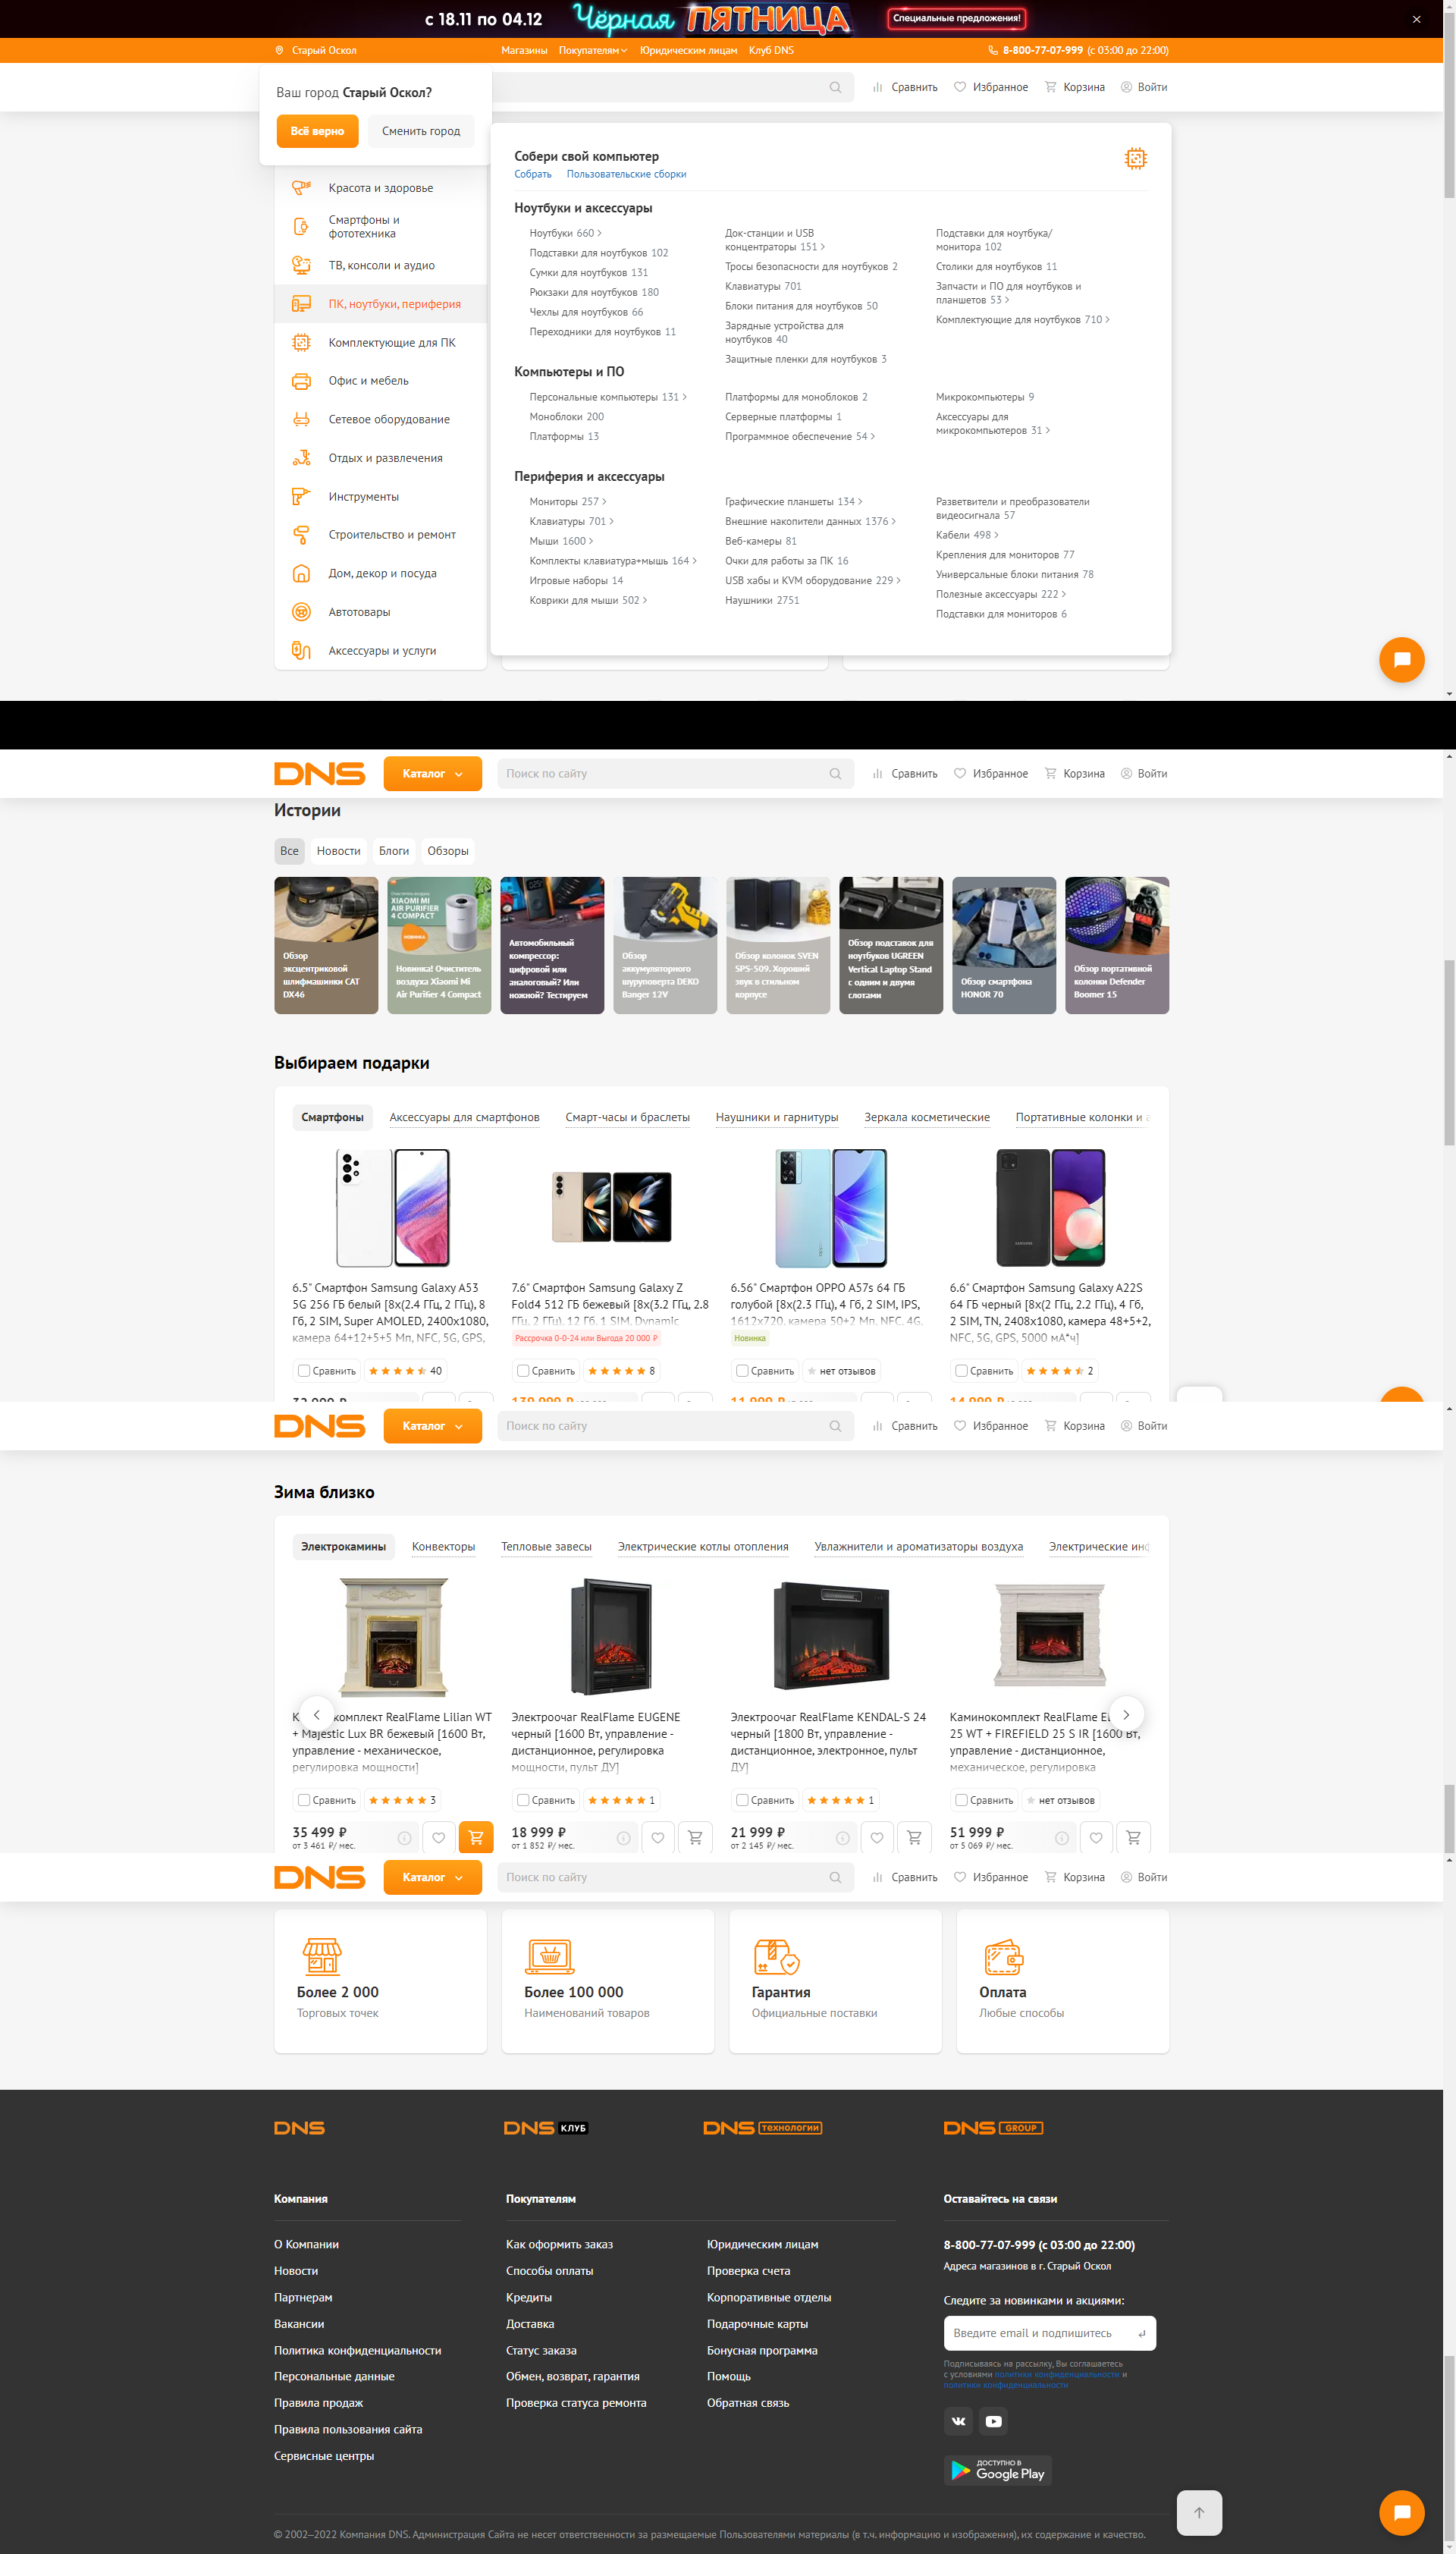 с 18.11 по 04.12
Чёрная ПЯТНИЦА
Специальные предложения!
Старый Оскол
Магазины Покупателям Юридическим лицам Клуб DNS
8-800-77-07-999 (с 03:00 до 22:00)
Ваш город Старый Оскол?
Всё верно Сменить город
Сравнить Избранное Корзина Войти
Красота и здоровье
Смартфоны и
фототехника
ТВ, консоли и аудио
ПК, ноутбуки, периферия
Комплектующие для ПК
Офис и мебель
Сетевое оборудование
Отдых и развлечения
Инструменты
Строительство и ремонт
Дом, декор и посуда
Автотовары
Аксессуары и услуги
Собери свой компьютер
Собрать Пользовательские сборки
Ноутбуки и аксессуары
Ноутбуки 660
Подставки для ноутбуков 102
Сумки для ноутбуков 131
Рюкзаки для ноутбуков 180
Чехлы для ноутбуков 66
Переходники для ноутбуков 11
Док-станции и USB
концентраторы 151
Тросы безопасности для ноутбуков 2
Клавиатуры 701
Блоки питания для ноутбуков 50
Зарядные устройства для
ноутбуков 40
Защитные пленки для ноутбуков 3
Подставки для ноутбука/
монитора 102
Столики для ноутбуков 11
Запчасти и ПО для ноутбуков и
планшетов 53
Комплектующие для ноутбуков 710
Компьютеры и ПО
Персональные компьютеры 131
Моноблоки 200
Платформы 13
Платформы для моноблоков 2
Серверные платформы 1
Программное обеспечение 54
Микрокомпьютеры 9
Аксессуары для
микрокомпьютеров 31
Периферия и аксессуары
Мониторы 257
Клавиатуры 701
Мыши 1600
Комплекты клавиатура+мышь 164
Игровые наборы 14
Коврики для мыши 502
Графические планшеты 134
Внешние накопители данных 1376
Веб-камеры 81
Очки для работы за ПК 16
USB хабы и KVM оборудование 229
Наушники 2751
Разветвители и преобразователи
видеосигнала 57
Кабели 498
Крепления для мониторов 77
Универсальные блоки питания 78
Полезные аксессуары 222
Подставки для мониторов 6
DNS Каталог Поиск по сайту Сравнить Избранное Корзина Войти
Истории
Все Новости Блоги Обзоры
Обзор
эксцентриковой
шлифмашинки CAT
DX46
Очиститель воздуха
XIAOMI MI
AIR PURIFIER
4 COMPACT
НОВИНКА!
Новинка! Очиститель
воздуха Xiaomi Mi
Air Purifier 4 Compact
Автомобильный
компрессор:
цифровой или
аналоговый? Или
ножной? Тестируем
Обзор
аккумуляторного
шуруповерта DEKO
Banger 12V
Обзор колонок SVEN
SPS-509. Хороший
звук в стильном
корпусе
Обзор подставок для
ноутбуков UGREEN
Vertical Laptop Stand
с одним и двумя
слотами
Обзор смартфона
HONOR 70
Обзор портативной
колонки Defender
Boomer 15
Выбираем подарки
Смартфоны Аксессуары для смартфонов Смарт-часы и браслеты Наушники и гарнитуры Зеркала косметические Портативные колонки и а
6.5" Смартфон Samsung Galaxy A53
5G 256 ГБ белый [8x(2.4 ГГц, 2 ГГц), 8
Гб, 2 SIM, Super AMOLED, 2400x1080,
камера 64+12+5+5 Мп, NFC, 5G, GPS,
Сравнить 40
7.6" Смартфон Samsung Galaxy Z
Fold4 512 ГБ бежевый [8x(3.2 ГГц, 2.8
ГГц, 2 ГГц), 12 Гб, 1 SIM, Dynamic
Рассрочка 0-0-24 или Выгода 20 000 ₽
Сравнить 8
6.56" Смартфон OPPO A57s 64 ГБ
голубой [8x(2.3 ГГц), 4 Гб, 2 SIM, IPS,
1612x720, камера 50+2 Мп, NFC, 4G,
Новинка
Сравнить нет отзывов
6.6" Смартфон Samsung Galaxy A22S
64 ГБ черный [8x(2 ГГц, 2.2 ГГц), 4 Гб,
2 SIM, TN, 2408x1080, камера 48+5+2,
NFC, 5G, GPS, 5000 мА*ч]
Сравнить 2
DNS Каталог Поиск по сайту Сравнить Избранное Корзина Войти
Зима близко
Электрокамины Конвекторы Тепловые завесы Электрические котлы отопления Увлажнители и ароматизаторы воздуха Электрические инф
комплект RealFlame Lilian WT
+ Majestic Lux BR бежевый [1600 Вт,
управление - механическое,
регулировка мощности]
Сравнить 3
35 499 ₽
от 3 461 ₽/ мес.
Электроочаг RealFlame EUGENE
черный [1600 Вт, управление -
дистанционное, регулировка
мощности, пульт ДУ]
Сравнить 1
18 999 ₽
от 1 852 ₽/ мес.
Электроочаг RealFlame KENDAL-S 24
черный [1800 Вт, управление -
дистанционное, электронное, пульт
ДУ]
Сравнить 1
21 999 ₽
от 2 145 ₽/ мес.
Каминокомплект RealFlame
25 WT + FIREFIELD 25 S IR [1600 Вт,
управление - дистанционное,
механическое, регулировка
Сравнить нет отзывов
51 999 ₽
от 5 069 ₽/ мес.
DNS Каталог Поиск по сайту Сравнить Избранное Корзина Войти
Более 2 000
Торговых точек
Более 100 000
Наименований товаров
Гарантия
Официальные поставки
Оплата
Любые способы
DNS DNS КЛУБ DNS технологии DNS GROUP
Компания
О Компании
Новости
Партнерам
Вакансии
Политика конфиденциальности
Персональные данные
Правила продаж
Правила пользования сайта
Сервисные центры
Покупателям
Как оформить заказ
Способы оплаты
Кредиты
Доставка
Статус заказа
Обмен, возврат, гарантия
Проверка статуса ремонта
Юридическим лицам
Проверка счета
Корпоративные отделы
Подарочные карты
Бонусная программа
Помощь
Обратная связь
Оставайтесь на связи
8-800-77-07-999 (с 03:00 до 22:00)
Адреса магазинов в г. Старый Оскол
Следите за новинками и акциями:
Введите email и подпишитесь
Подписываясь на рассылку, Вы соглашаетесь
с условиями политики конфиденциальности и
политики конфиденциальности
ДОСТУПНО В
Google Play
© 2002–2022 Компания DNS. Администрация Сайта не несет ответственности за размещаемые Пользователями материалы (в т.ч. информацию и изображения), их содержание и качество.